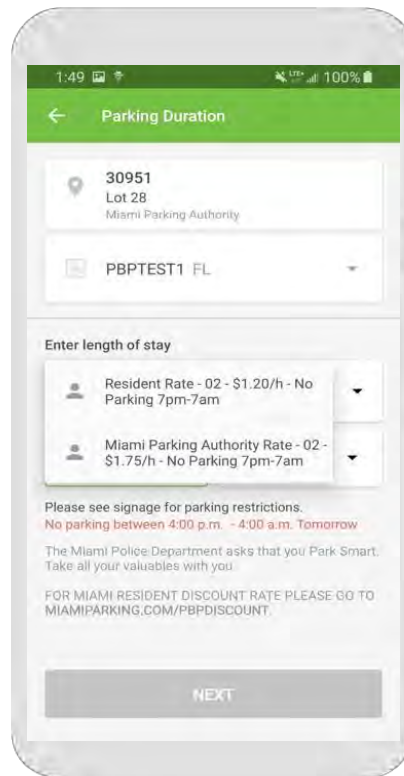 1:49 LTE+ 100%
Parking Duration
30951
Lot 28
Miami Parking Authority
PBPTEST1 FL
Enter length of stay
Resident Rate - 02 - $1.20/h - No
Parking 7pm-7am
Miami Parking Authority Rate - 02 -
$1.75/h - No Parking 7pm-7am
Please see signage for parking restrictions.
No parking between 4:00 p.m. - 4:00 a.m. Tomorrow
The Miami Police Department asks that you Park Smart.
Take all your valuables with you
FOR MIAMI RESIDENT DISCOUNT RATE PLEASE GO TO
MIAMIPARKING.COM/PBPDISCOUNT
NEXT